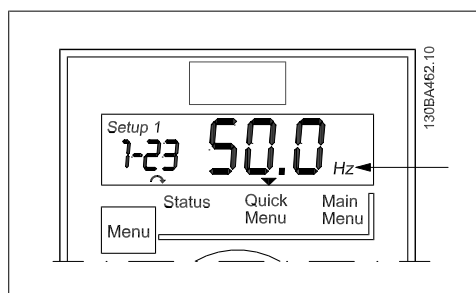 130BA462.10
Setup 1
1-23 50.0 Hz
Status Quick Menu Main Menu
Menu